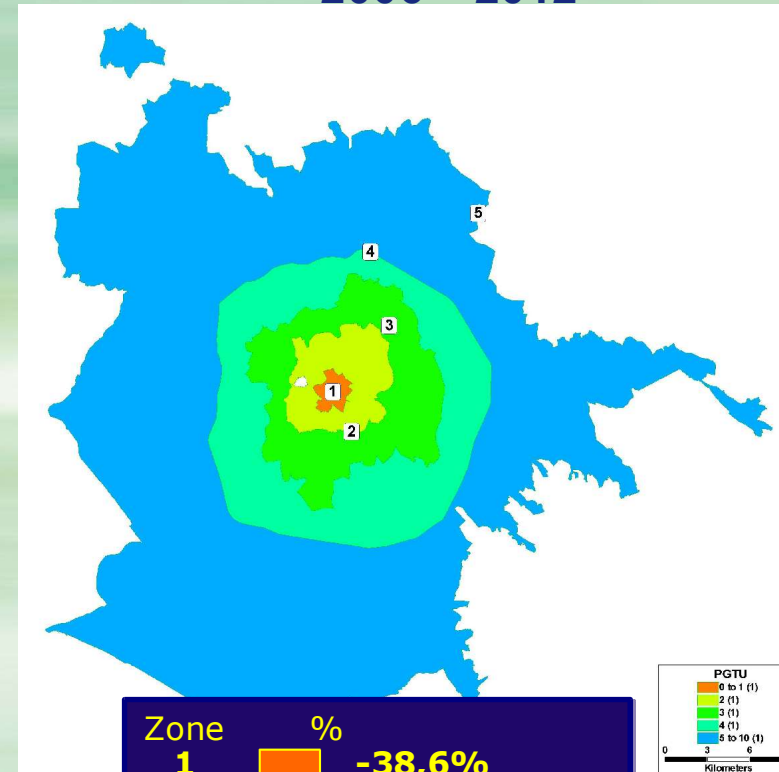 5
4
3
1
2
PGTU
0 to 1 (1)
2 (1)
3 (1)
4 (1)
5 to 10 (1)
0 3 6
Kilometers
Zone %
1 -38,6%